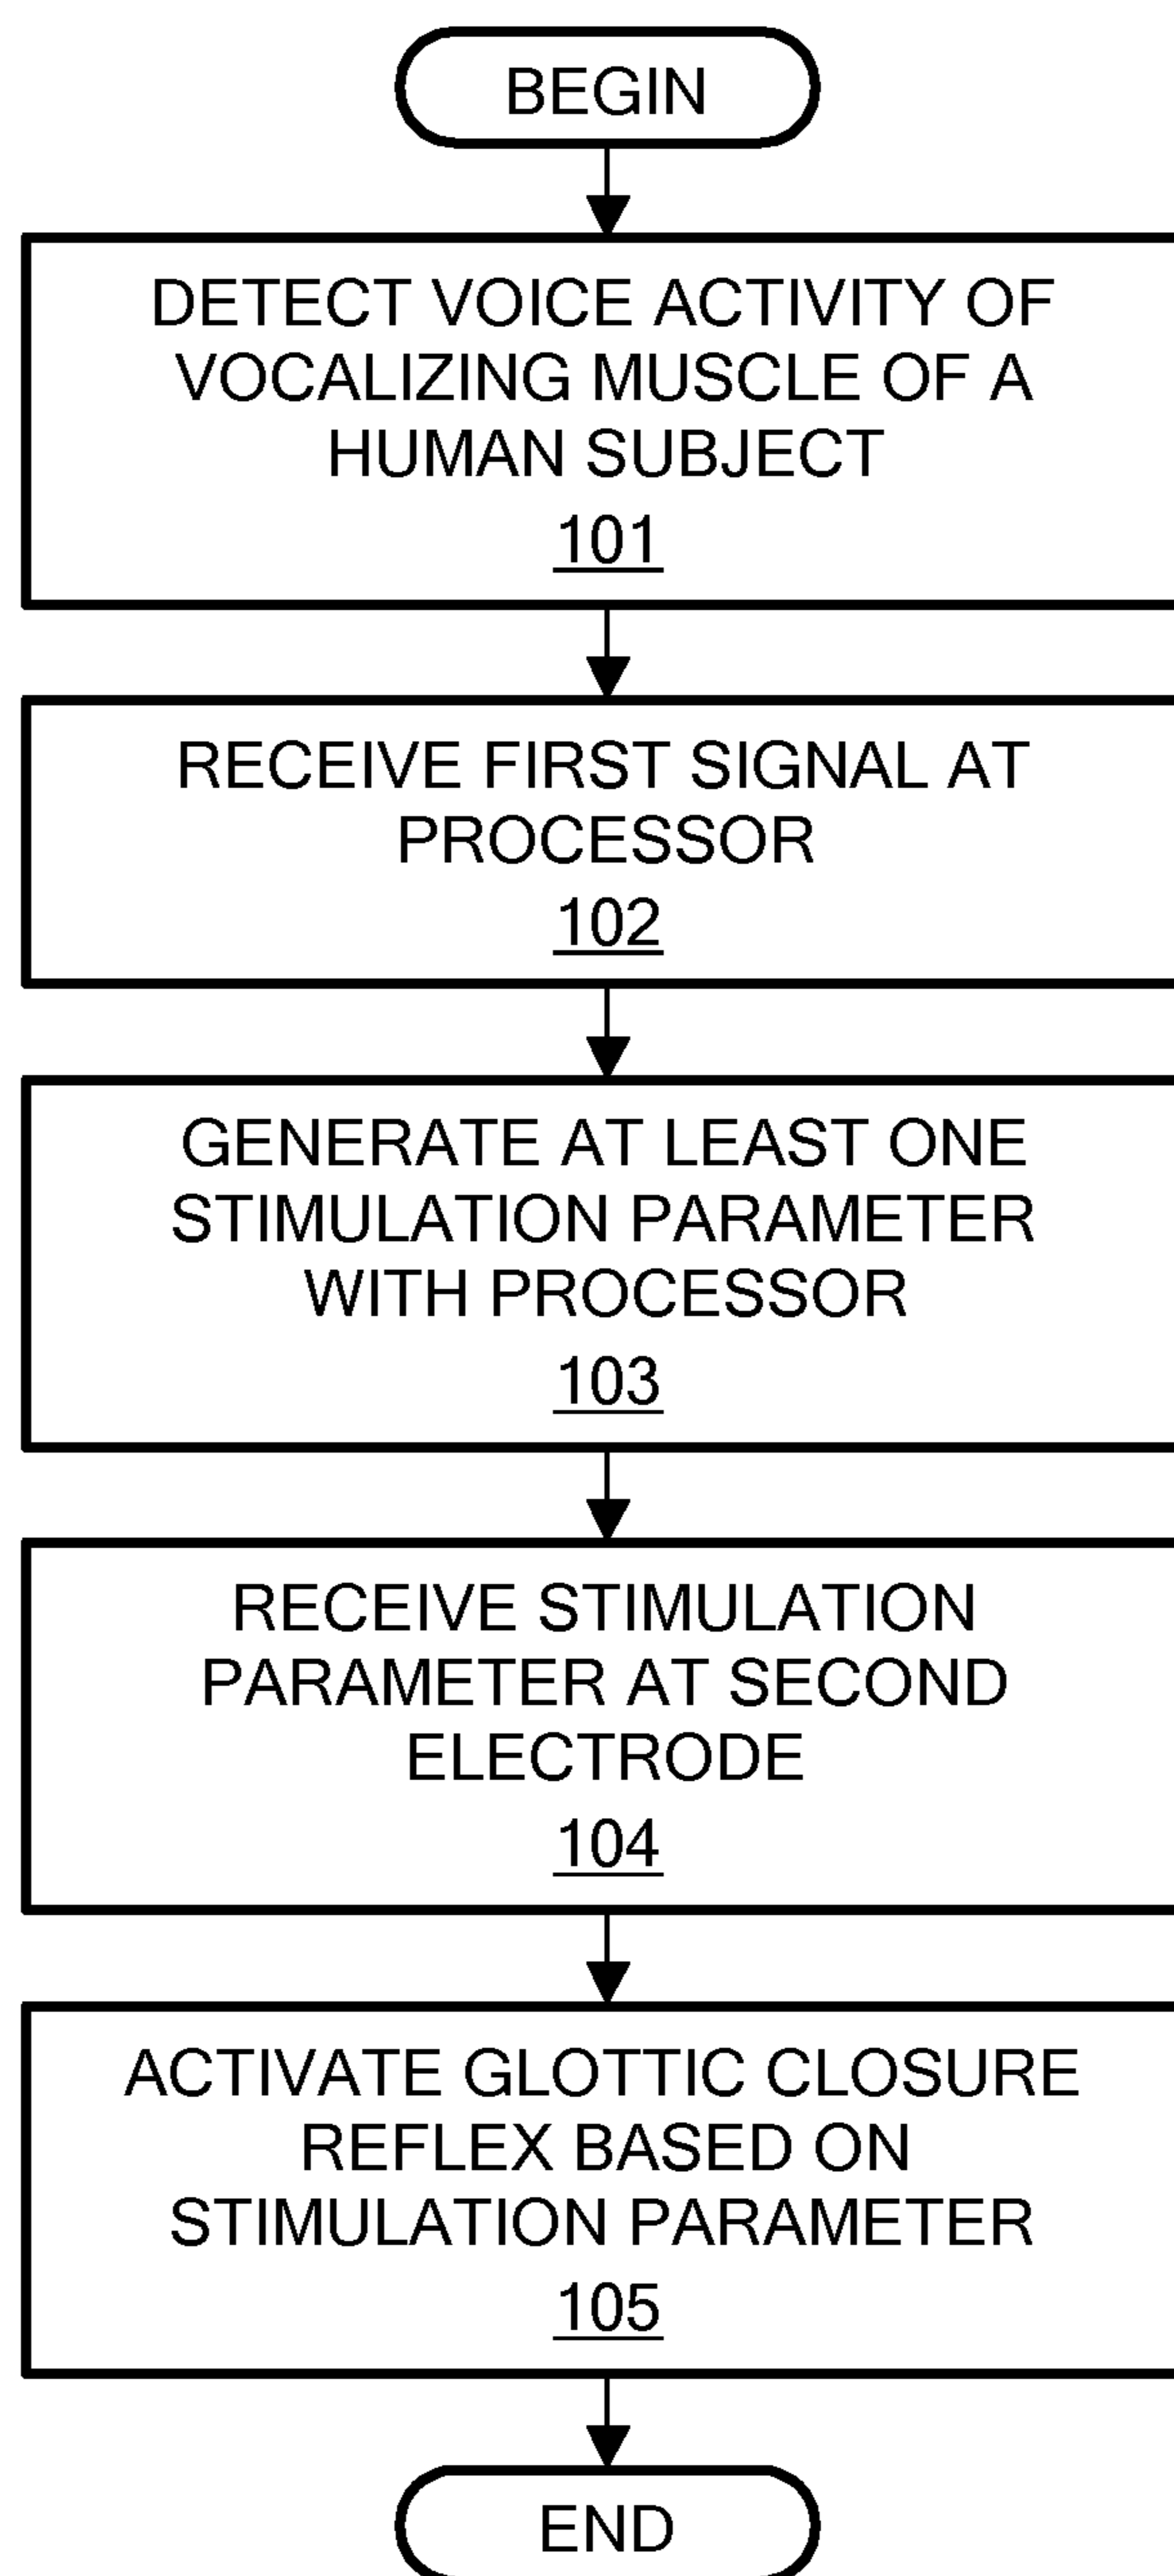 BEGIN
DETECT VOICE ACTIVITY OF
VOCALIZING MUSCLE OF A
HUMAN SUBJECT
101
RECEIVE FIRST SIGNAL AT
PROCESSOR
102
GENERATE AT LEAST ONE
STIMULATION PARAMETER
WITH PROCESSOR
103
RECEIVE STIMULATION
PARAMETER AT SECOND
ELECTRODE
104
ACTIVATE GLOTTIC CLOSURE
REFLEX BASED ON
STIMULATION PARAMETER
105
END